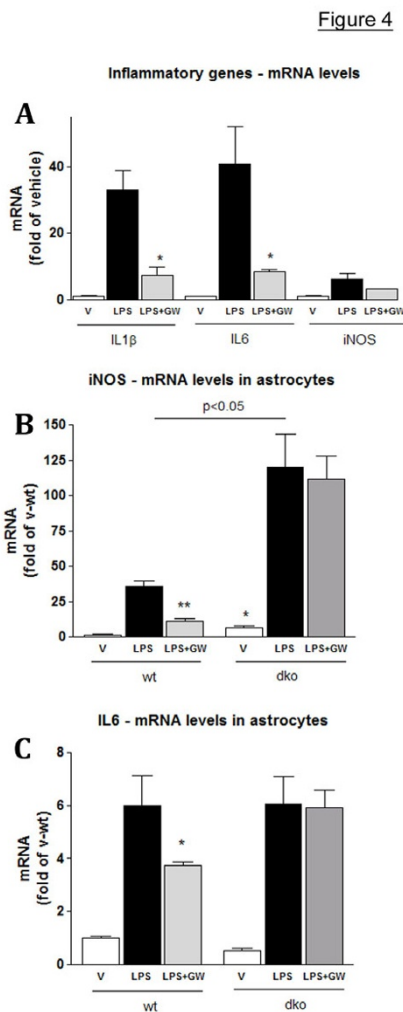 Figure 4
Inflammatory genes - mRNA levels
A
mRNA
(fold of vehicle)
40
20
0
*
*
V LPS LPS+GW V LPS LPS+GW V LPS LPS+GW
IL1β IL6 iNOS
iNOS - mRNA levels in astrocytes
B
p<0.05
mRNA
(fold of v-wt)
150
125
100
75
50
25
0
**
*
V LPS LPS+GW V LPS LPS+GW
wt dko
IL6 - mRNA levels in astrocytes
C
mRNA
(fold of v-wt)
8
6
4
2
0
*
V LPS LPS+GW V LPS LPS+GW
wt dko